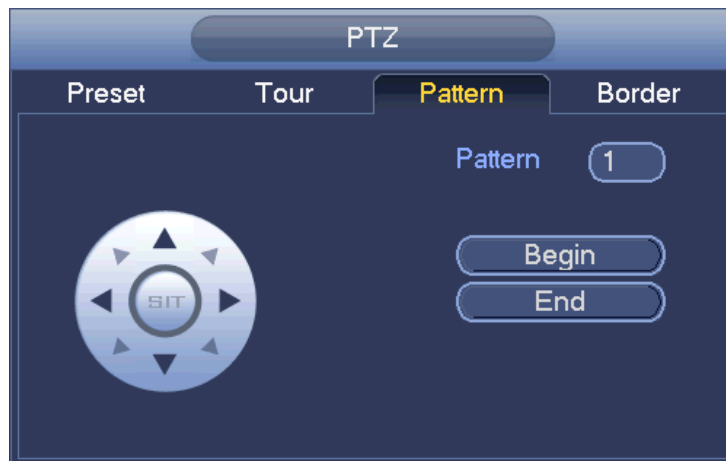 PTZ
Preset Tour Pattern Border
Pattern 1
Begin
SIT
End